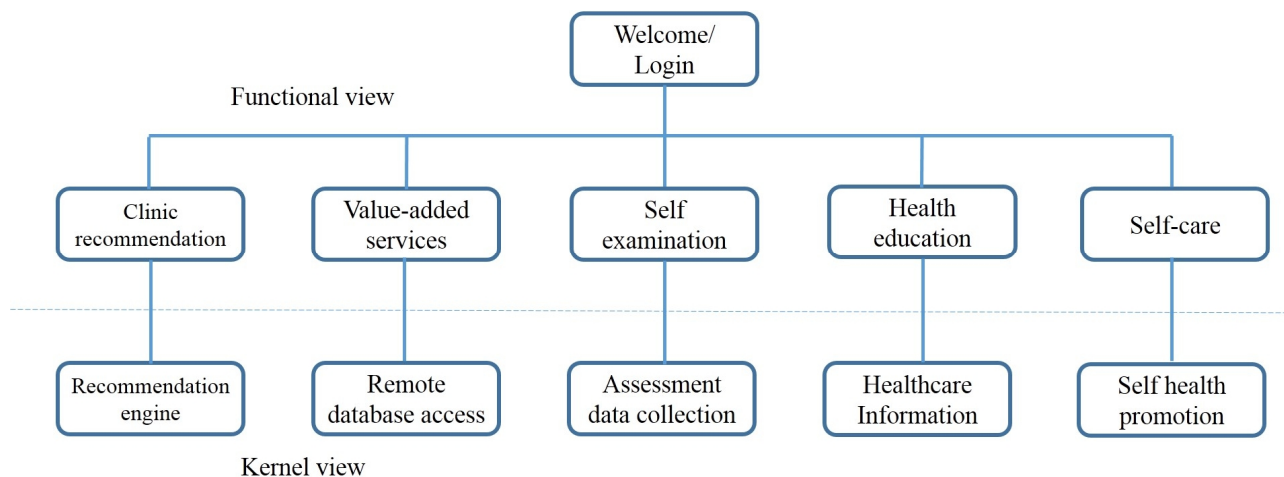 Welcome/
Login
Functional view
Clinic
recommendation
Value-added
services
Self
examination
Health
education
Self-care
Recommendation
engine
Remote
database access
Assessment
data collection
Healthcare
Information
Self health
promotion
Kernel view